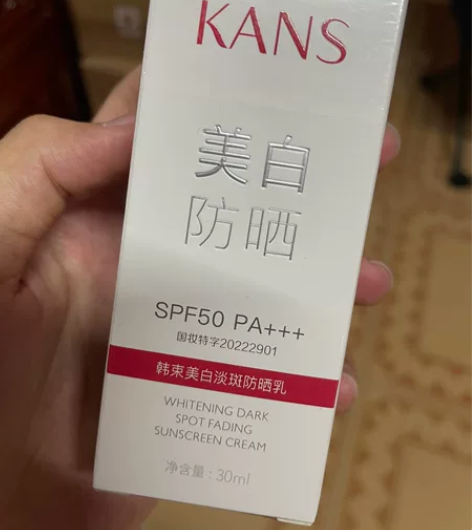 KANS
美白
防晒
SPF50 PA+++
国妆特字20222901
韩束美白淡斑防晒乳
WHITENING DARK
SPOT FADING
SUNSCREEN CREAM
净含量：30ml